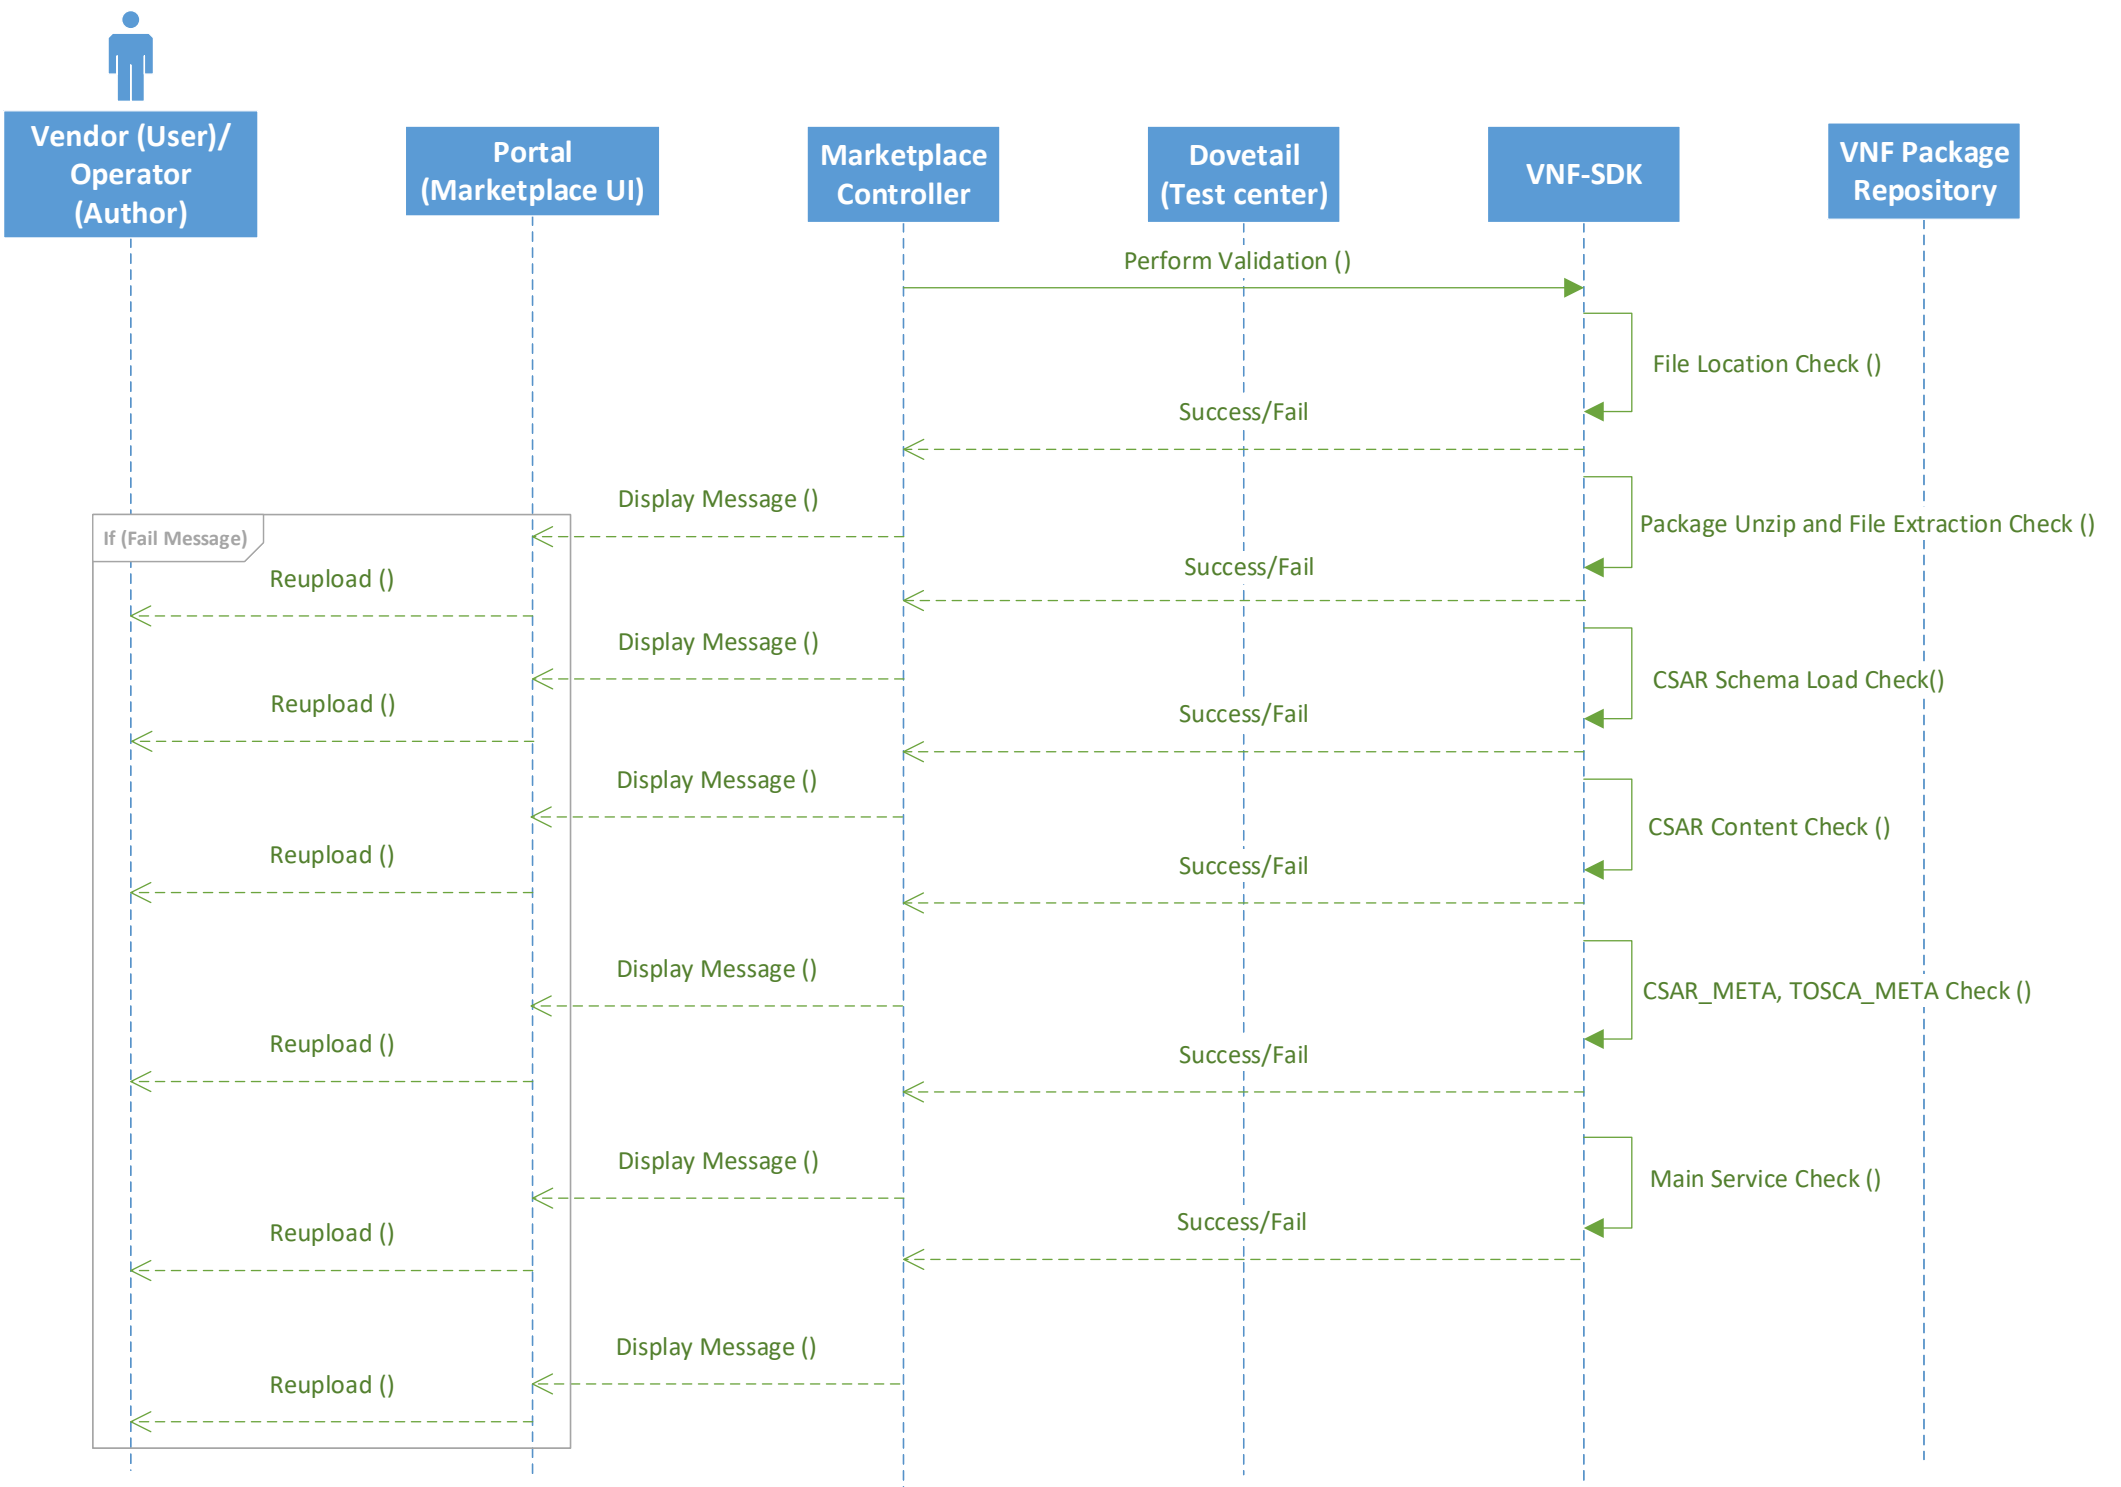 Vendor (User)/
Operator
(Author)
Portal
(Marketplace UI)
Marketplace
Controller
Dovetail
(Test center)
VNF-SDK
VNF Package
Repository
Perform Validation ()
File Location Check ()
Success/Fail
Display Message ()
Package Unzip and File Extraction Check ()
If (Fail Message)
Success/Fail
Reupload ()
Display Message ()
CSAR Schema Load Check()
Reupload ()
Success/Fail
Display Message ()
CSAR Content Check ()
Reupload ()
Success/Fail
Display Message ()
CSAR_META, TOSCA_META Check ()
Reupload ()
Success/Fail
Display Message ()
Main Service Check ()
Success/Fail
Reupload ()
Display Message ()
Reupload ()